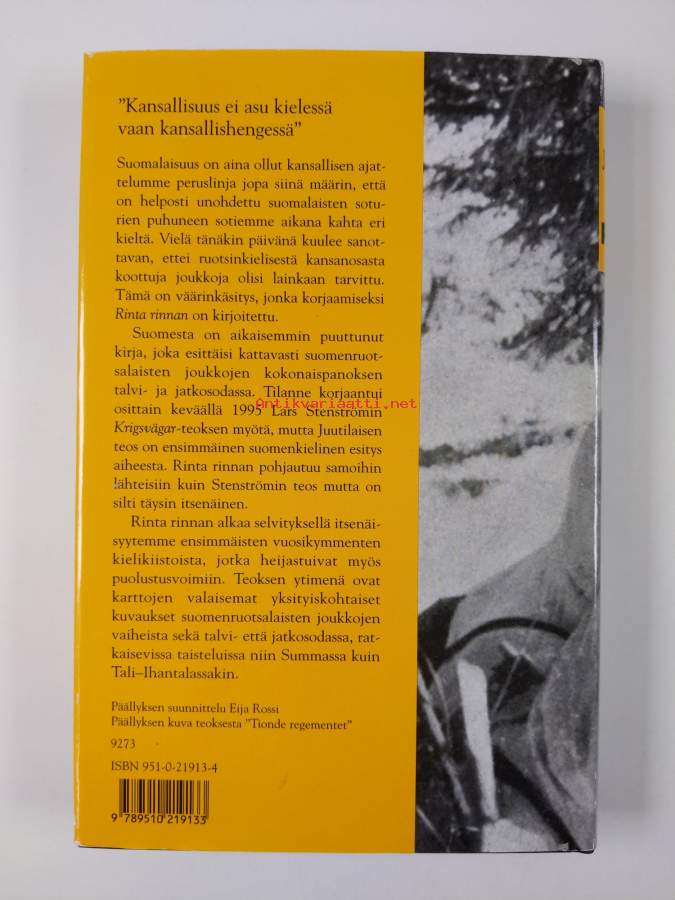 "Kansallisuus ei asu kielessä
vaan kansallishengessä"
Suomalaisuus on aina ollut kansallisen ajat-
telumme peruslinja jopa siinä määrin, että
on helposti unohdettu suomalaisten sotu-
rien puhuneen sotiemme aikana kahta eri
kieltä. Vielä tänäkin päivänä kuulee sanot-
tavan, ettei ruotsinkielisestä kansanosasta
koottuja joukkoja olisi lainkaan tarvittu.
Tämä on väärinkäsitys, jonka korjaamiseksi
Rinta rinnan on kirjoitettu.
Suomesta on aikaisemmin puuttunut
kirja, joka esittäisi kattavasti suomenruot-
salaisten joukkojen kokonaispanoksen
talvi- ja jatkosodassa. Tilanne korjaantui
osittain keväällä 1995 Lars Stenströmin
Krigsvägar-teoksen myötä, mutta Juutilaisen
teos on ensimmäinen suomenkielinen esitys
aiheesta. Rinta rinnan pohjautuu samoihin
lähteisiin kuin Stenströmin teos mutta on
silti täysin itsenäinen.
Rinta rinnan alkaa selvityksellä itsenäi-
syytemme ensimmäisten vuosikymmenten
kielikiistoista, jotka heijastuivat myös
puolustusvoimiin. Teoksen ytimenä ovat
karttojen valaisemat yksityiskohtaiset
kuvaukset suomenruotsalaisten joukkojen
vaiheista sekä talvi- että jatkosodassa, rat-
kaisevissa taisteluissa niin Summassa kuin
Tali–Ihantalassakin.
Päällyksen suunnittelu Eija Rossi
Päällyksen kuva teoksesta "Tionde regementet"
9273
ISBN 951-0-21913-4
9 789510 219133
Antikvariaatti.net